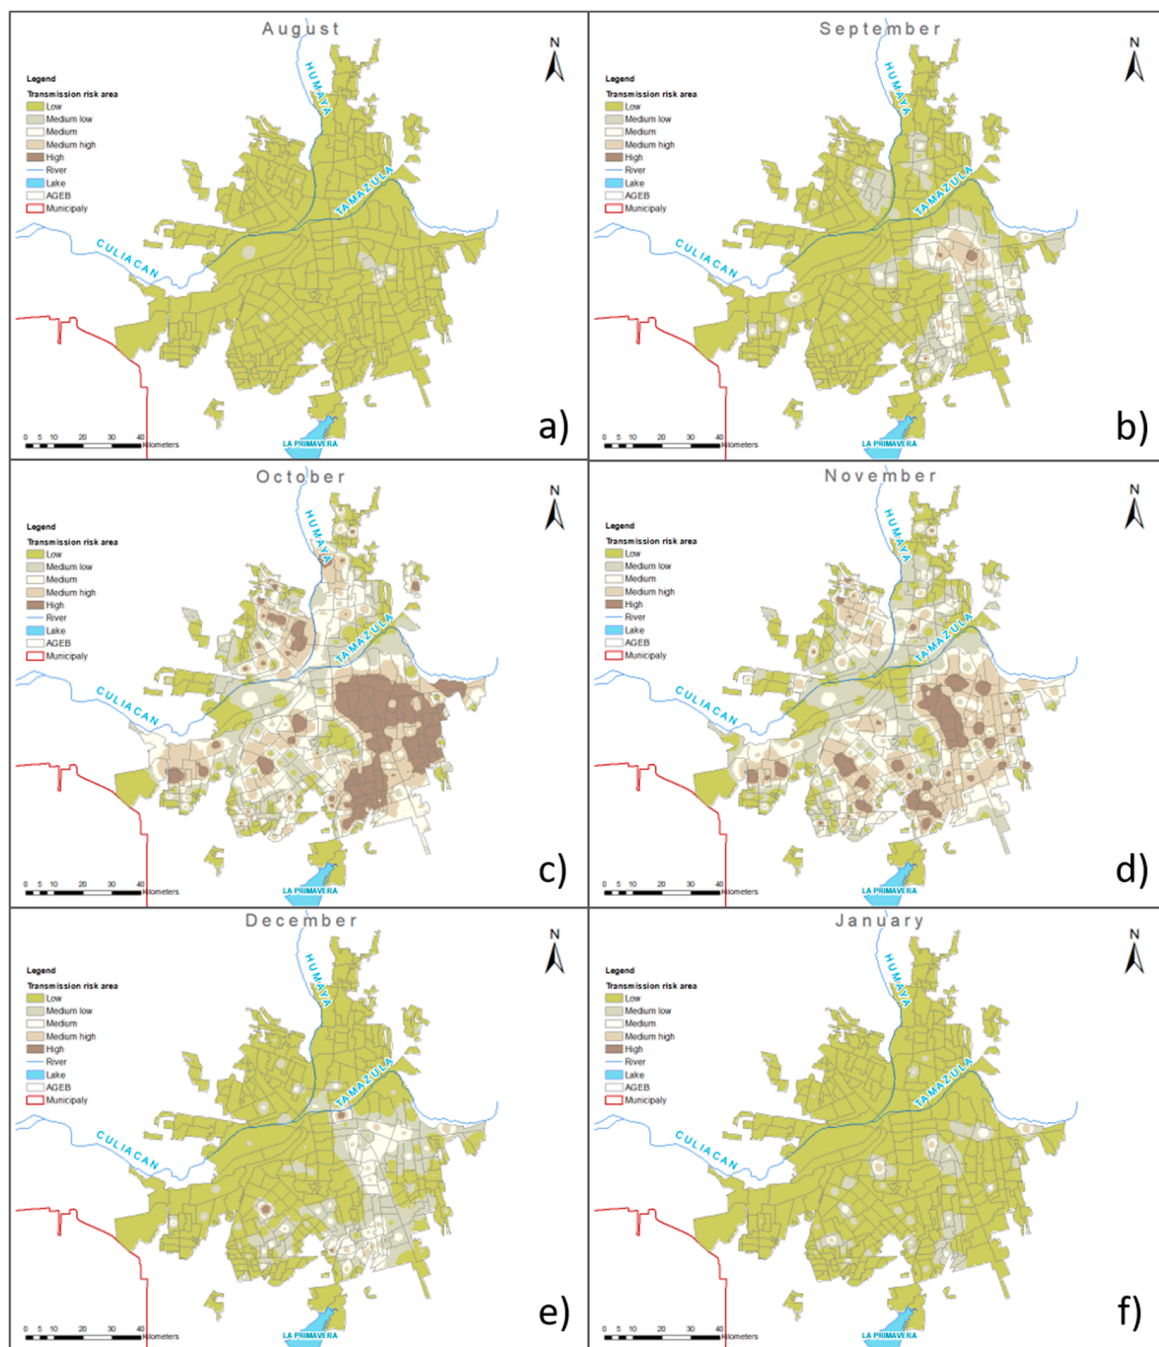 August
N
HUMAYA
Legend
Transmission risk area
Low
Medium low
Medium
Medium high
High
River
Lake
AGEB
Municipaly
TAMAZULA
CULIACAN
0 5 10 20 30 40
Kilometers
LA PRIMAVERA
a)
September
N
HUMAYA
Legend
Transmission risk area
Low
Medium low
Medium
Medium high
High
River
Lake
AGEB
Municipaly
TAMAZULA
CULIACAN
0 5 10 20 30 40
Kilometers
LA PRIMAVERA
b)
October
N
HUMAYA
Legend
Transmission risk area
Low
Medium low
Medium
Medium high
High
River
Lake
AGEB
Municipaly
TAMAZULA
CULIACAN
0 5 10 20 30 40
Kilometers
LA PRIMAVERA
c)
November
N
HUMAYA
Legend
Transmission risk area
Low
Medium low
Medium
Medium high
High
River
Lake
AGEB
Municipaly
TAMAZULA
CULIACAN
0 5 10 20 30 40
Kilometers
LA PRIMAVERA
d)
December
N
HUMAYA
Legend
Transmission risk area
Low
Medium low
Medium
Medium high
High
River
Lake
AGEB
Municipaly
TAMAZULA
CULIACAN
0 5 10 20 30 40
Kilometers
LA PRIMAVERA
e)
January
N
HUMAYA
Legend
Transmission risk area
Low
Medium low
Medium
Medium high
High
River
Lake
AGEB
Municipaly
TAMAZULA
CULIACAN
0 5 10 20 30 40
Kilometers
LA PRIMAVERA
f)